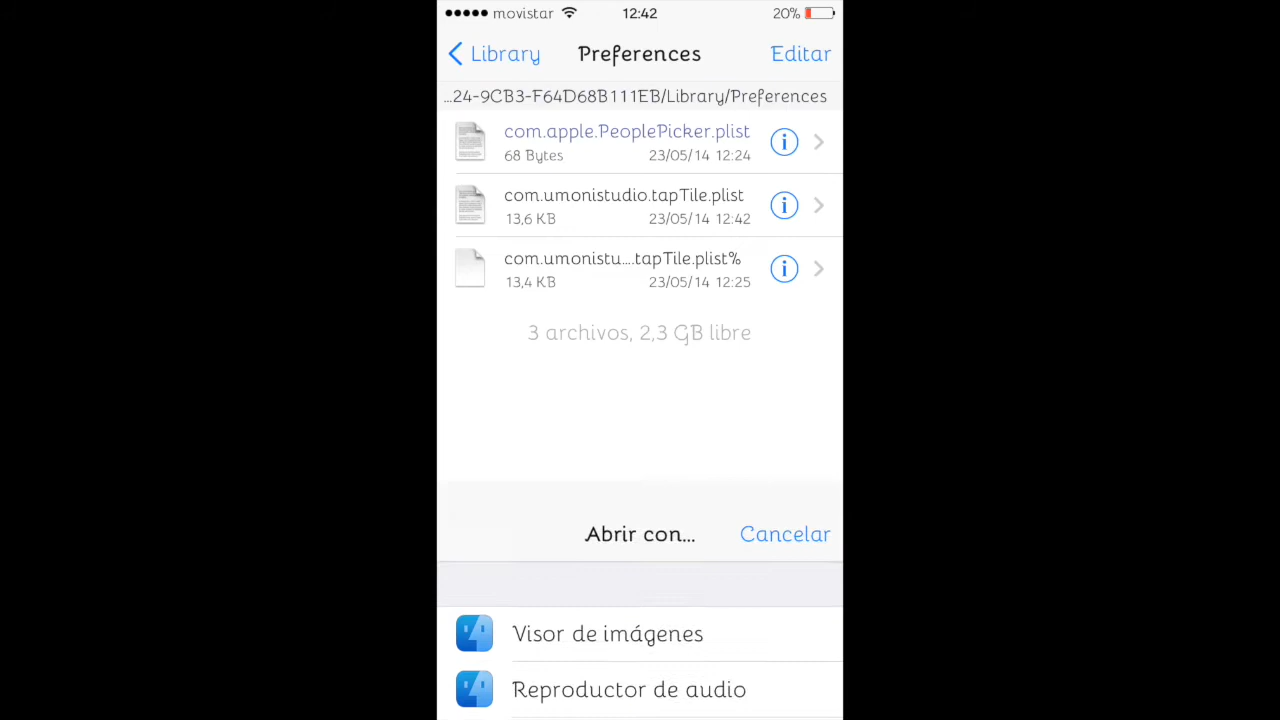 movistar 12:42 20%
Library Preferences Editar
...24-9CB3-F64D68B111EB/Library/Preferences
com.apple.PeoplePicker.plist
68 Bytes 23/05/14 12:24
com.umonistudio.tapTile.plist
13,6 KB 23/05/14 12:42
com.umonistu....tapTile.plist%
13,4 KB 23/05/14 12:25
3 archivos, 2,3 GB libre
Abrir con... Cancelar
Visor de imágenes
Reproductor de audio